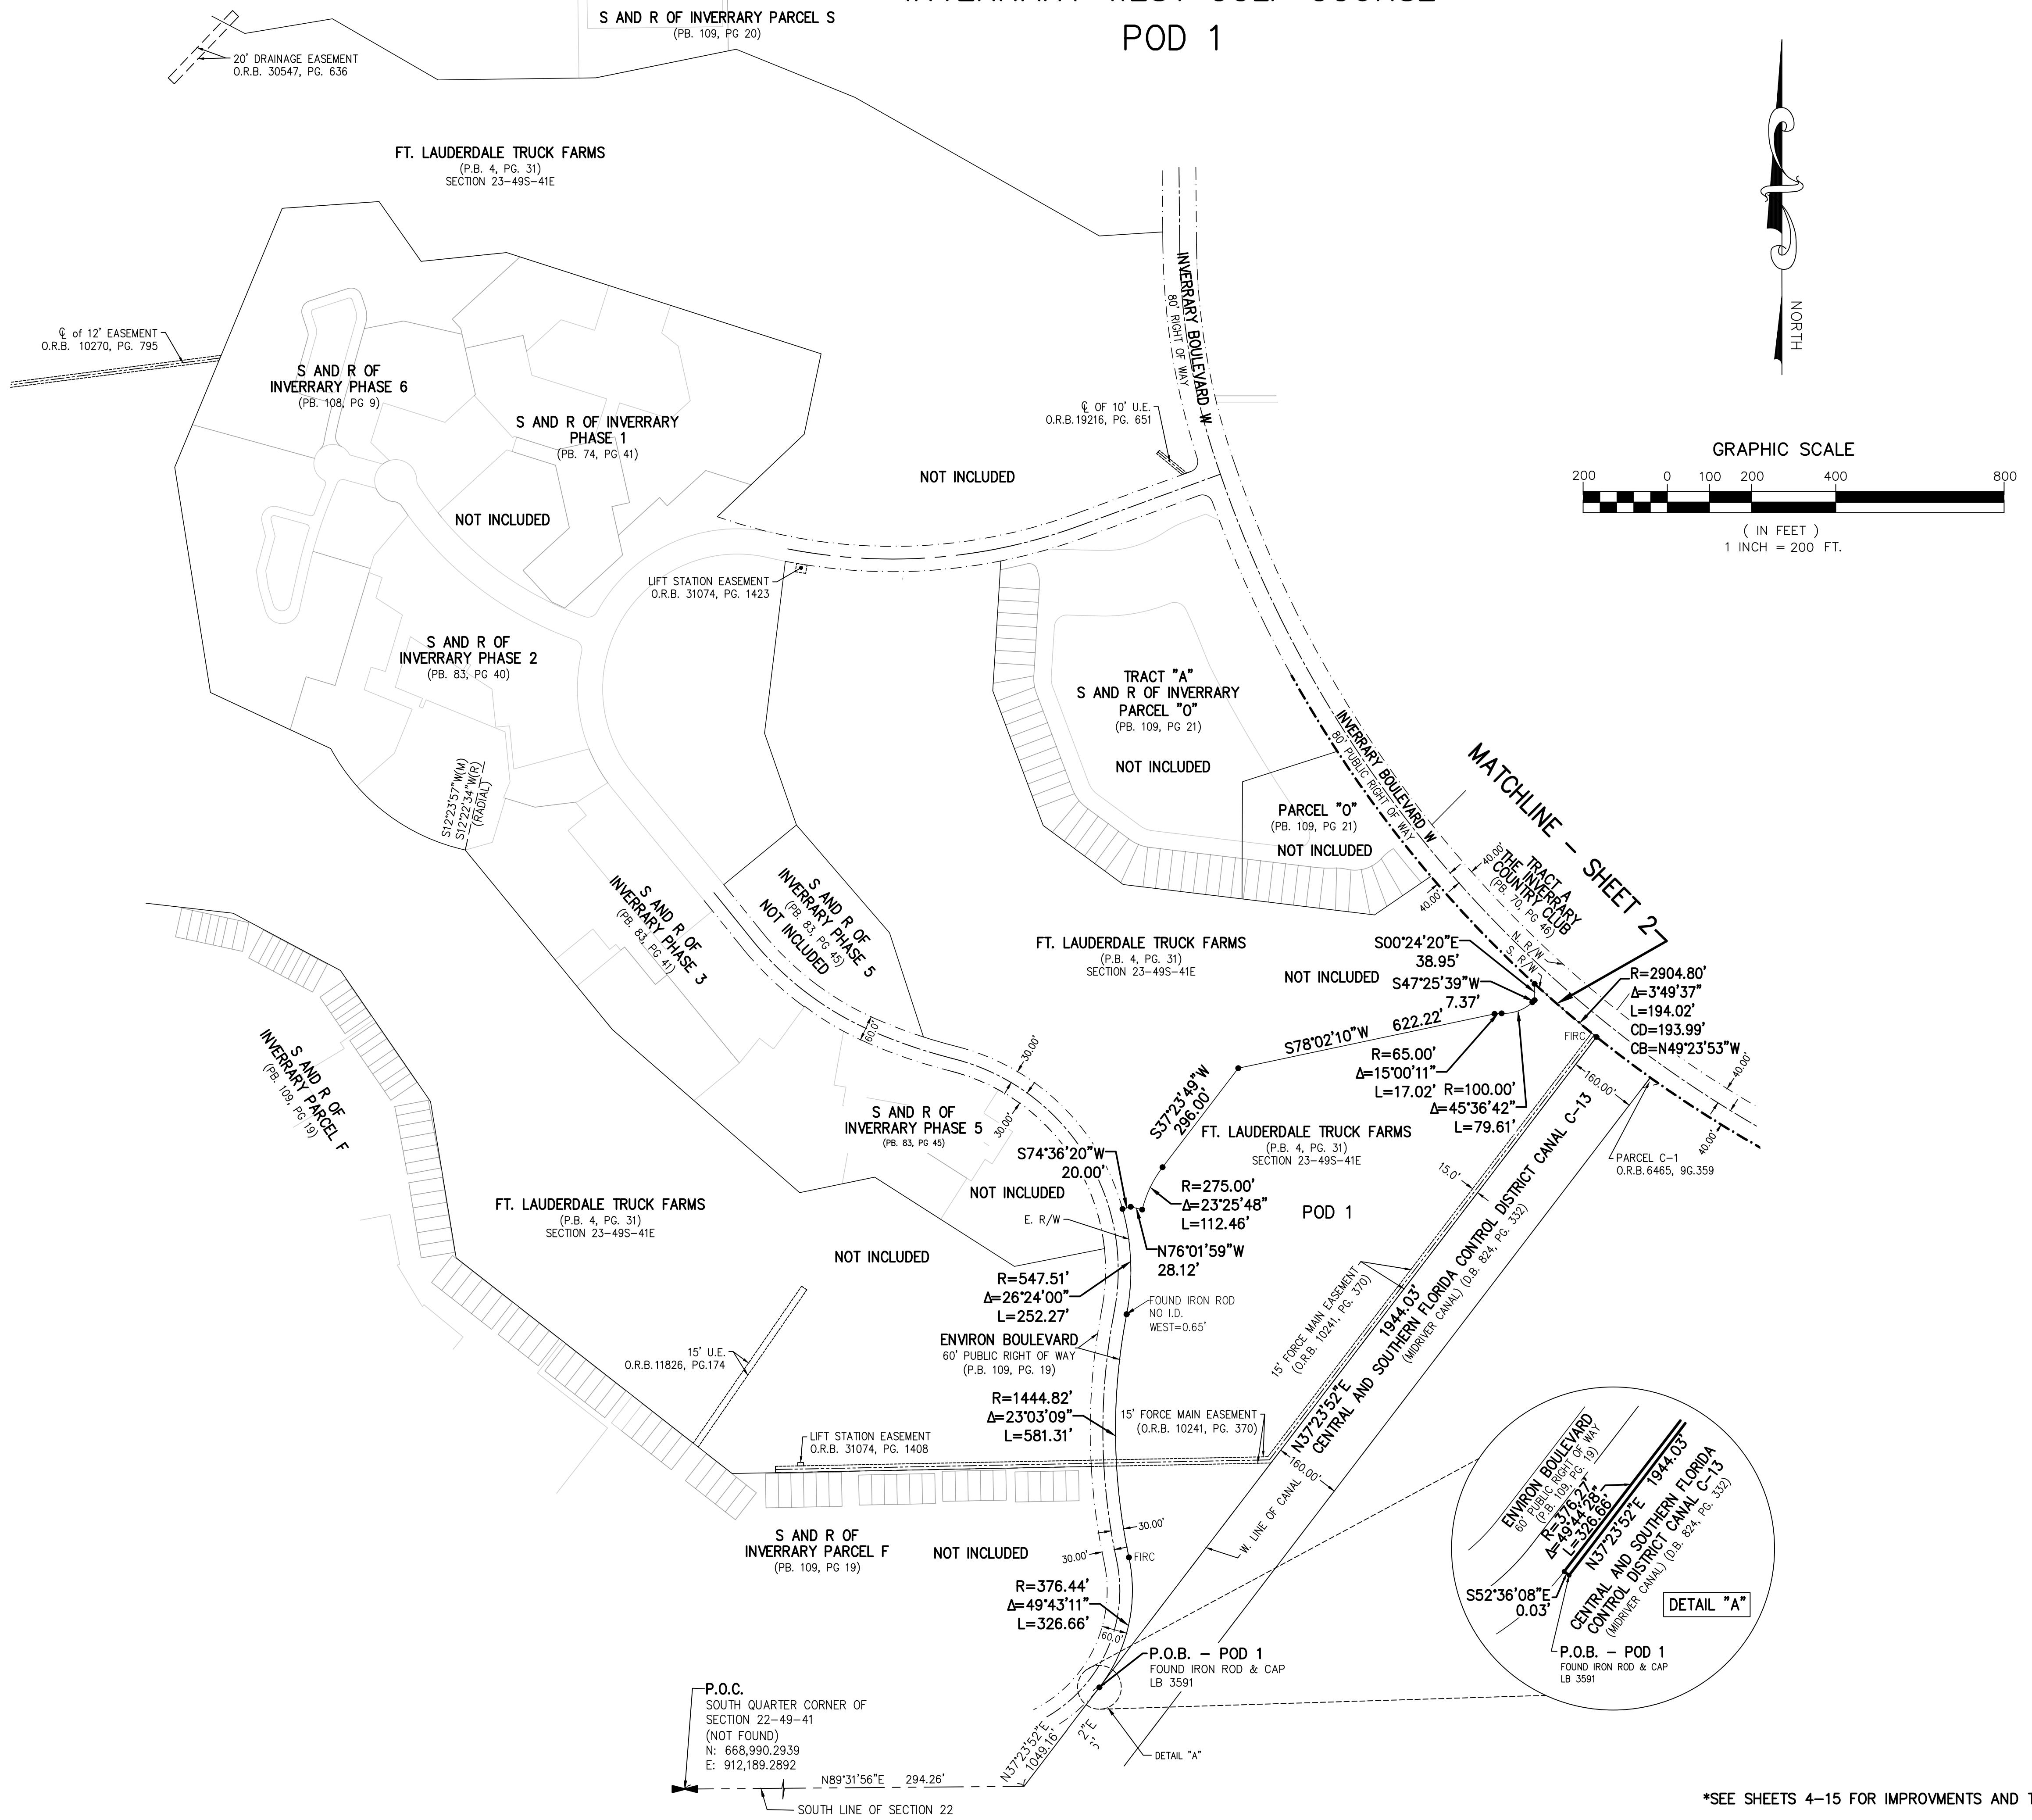 POD 1
S AND R OF INVERRARY PARCEL S
(PB. 109, PG 20)
20' DRAINAGE EASEMENT
O.R.B. 30547, PG. 636
FT. LAUDERDALE TRUCK FARMS
(P.B. 4, PG. 31)
SECTION 23-49S-41E
NORTH
INVERRARY BOULEVARD W
80' RIGHT OF WAY
℄ of 12' EASEMENT
O.R.B. 10270, PG. 795
S AND R OF
INVERRARY PHASE 6
(PB. 108, PG 9)
S AND R OF INVERRARY
PHASE 1
(PB. 74, PG 41)
NOT INCLUDED
℄ OF 10' U.E.
O.R.B.19216, PG. 651
NOT INCLUDED
GRAPHIC SCALE
200 0 100 200 400 800
( IN FEET )
1 INCH = 200 FT.
LIFT STATION EASEMENT
O.R.B. 31074, PG. 1423
S AND R OF
INVERRARY PHASE 2
(PB. 83, PG 40)
TRACT "A"
S AND R OF INVERRARY
PARCEL "O"
(PB. 109, PG 21)
NOT INCLUDED
INVERRARY BOULEVARD W
80' PUBLIC RIGHT OF WAY
PARCEL "O"
(PB. 109, PG 21)
NOT INCLUDED
MATCHLINE - SHEET 2
S12°23'57"W(M)
S12°22'34"W(R)
(RADIAL)
40.00'
40.00'
TRACT A
THE INVERRARY
COUNTRY CLUB
(PB. 70, PG 46)
N. R/W
S. R/W
S AND R OF
INVERRARY PHASE 3
(PB. 83, PG 41)
S AND R OF
INVERRARY PHASE 5
(PB. 83, PG 45)
NOT INCLUDED
60.0'
FT. LAUDERDALE TRUCK FARMS
(P.B. 4, PG. 31)
SECTION 23-49S-41E
S00°24'20"E
38.95'
NOT INCLUDED
S47°25'39"W
7.37'
R=2904.80'
Δ=3°49'37"
L=194.02'
CD=193.99'
CB=N49°23'53"W
FIRC
S78°02'10"W 622.22'
R=65.00'
Δ=15°00'11"
L=17.02'
R=100.00'
Δ=45°36'42"
L=79.61'
160.00'
40.00'
40.00'
PARCEL C-1
O.R.B.6465, 9G.359
S AND R OF
INVERRARY PARCEL F
(PB. 109, PG 19)
S AND R OF
INVERRARY PHASE 5
(PB. 83, PG 45)
30.00'
30.00'
S37°23'49"W
296.00'
FT. LAUDERDALE TRUCK FARMS
(P.B. 4, PG. 31)
SECTION 23-49S-41E
S74°36'20"W
20.00'
NOT INCLUDED
E. R/W
R=275.00'
Δ=23°25'48"
L=112.46'
POD 1
15.0'
N76°01'59"W
28.12'
FT. LAUDERDALE TRUCK FARMS
(P.B. 4, PG. 31)
SECTION 23-49S-41E
NOT INCLUDED
R=547.51'
Δ=26°24'00"
L=252.27'
FOUND IRON ROD
NO I.D.
WEST=0.65'
ENVIRON BOULEVARD
60' PUBLIC RIGHT OF WAY
(P.B. 109, PG. 19)
15' FORCE MAIN EASEMENT
(O.R.B. 10241, PG. 370)
N37°23'52"E 1944.03'
CENTRAL AND SOUTHERN FLORIDA CONTROL DISTRICT CANAL C-13
(MIDRIVER CANAL) (D.B. 824, PG. 332)
15' U.E.
O.R.B.11826, PG.174
R=1444.82'
Δ=23°03'09"
L=581.31'
15' FORCE MAIN EASEMENT
(O.R.B. 10241, PG. 370)
LIFT STATION EASEMENT
O.R.B. 31074, PG. 1408
160.00'
W. LINE OF CANAL
S AND R OF
INVERRARY PARCEL F
(PB. 109, PG 19)
NOT INCLUDED
30.00'
30.00'
FIRC
R=376.44'
Δ=49°43'11"
L=326.66'
60.0'
ENVIRON BOULEVARD
60' PUBLIC RIGHT OF WAY
(P.B. 109, PG. 19)
R=376.27'
Δ=49°44'28"
L=326.66'
N37°23'52"E 1944.03'
CENTRAL AND SOUTHERN FLORIDA
CONTROL DISTRICT CANAL C-13
(MIDRIVER CANAL) (D.B. 824, PG. 332)
S52°36'08"E
0.03'
DETAIL "A"
P.O.B. - POD 1
FOUND IRON ROD & CAP
LB 3591
P.O.B. - POD 1
FOUND IRON ROD & CAP
LB 3591
P.O.C.
SOUTH QUARTER CORNER OF
SECTION 22-49-41
(NOT FOUND)
N: 668,990.2939
E: 912,189.2892
N37°23'52"E
1049.16'
2"E
DETAIL "A"
N89°31'56"E 294.26'
SOUTH LINE OF SECTION 22
*SEE SHEETS 4-15 FOR IMPROVMENTS AND